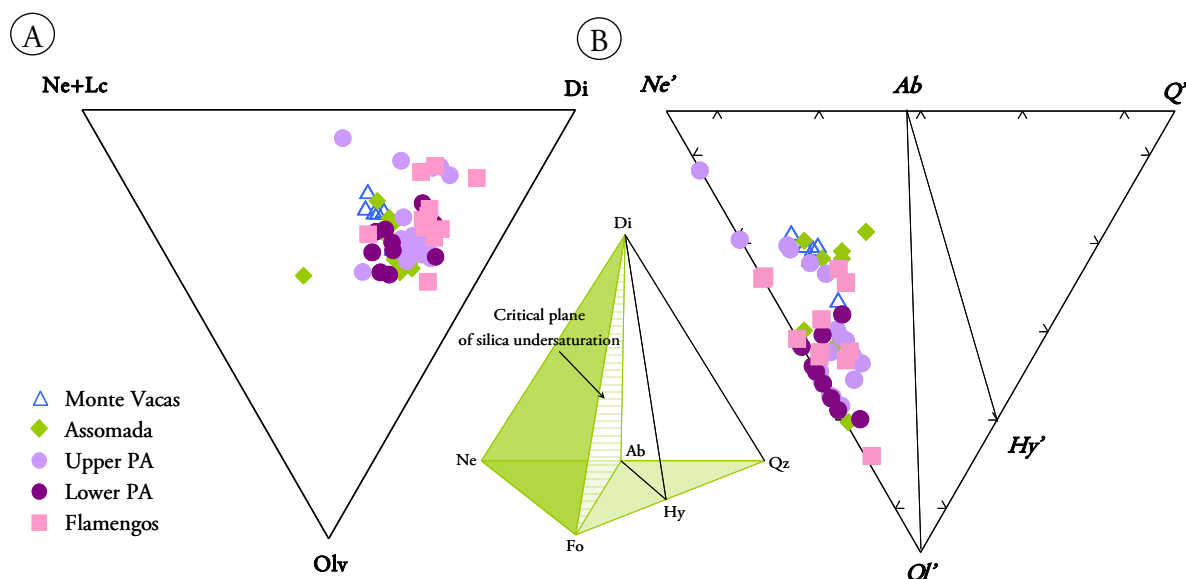 A
Ne+Lc
Di
Olv
Monte Vacas
Assomada
Upper PA
Lower PA
Flamengos
Di
Critical plane
of silica undersaturation
Ne
Ab
Qz
Hy
Fo
B
Ne’
Ab
Q’
Hy’
Ol’